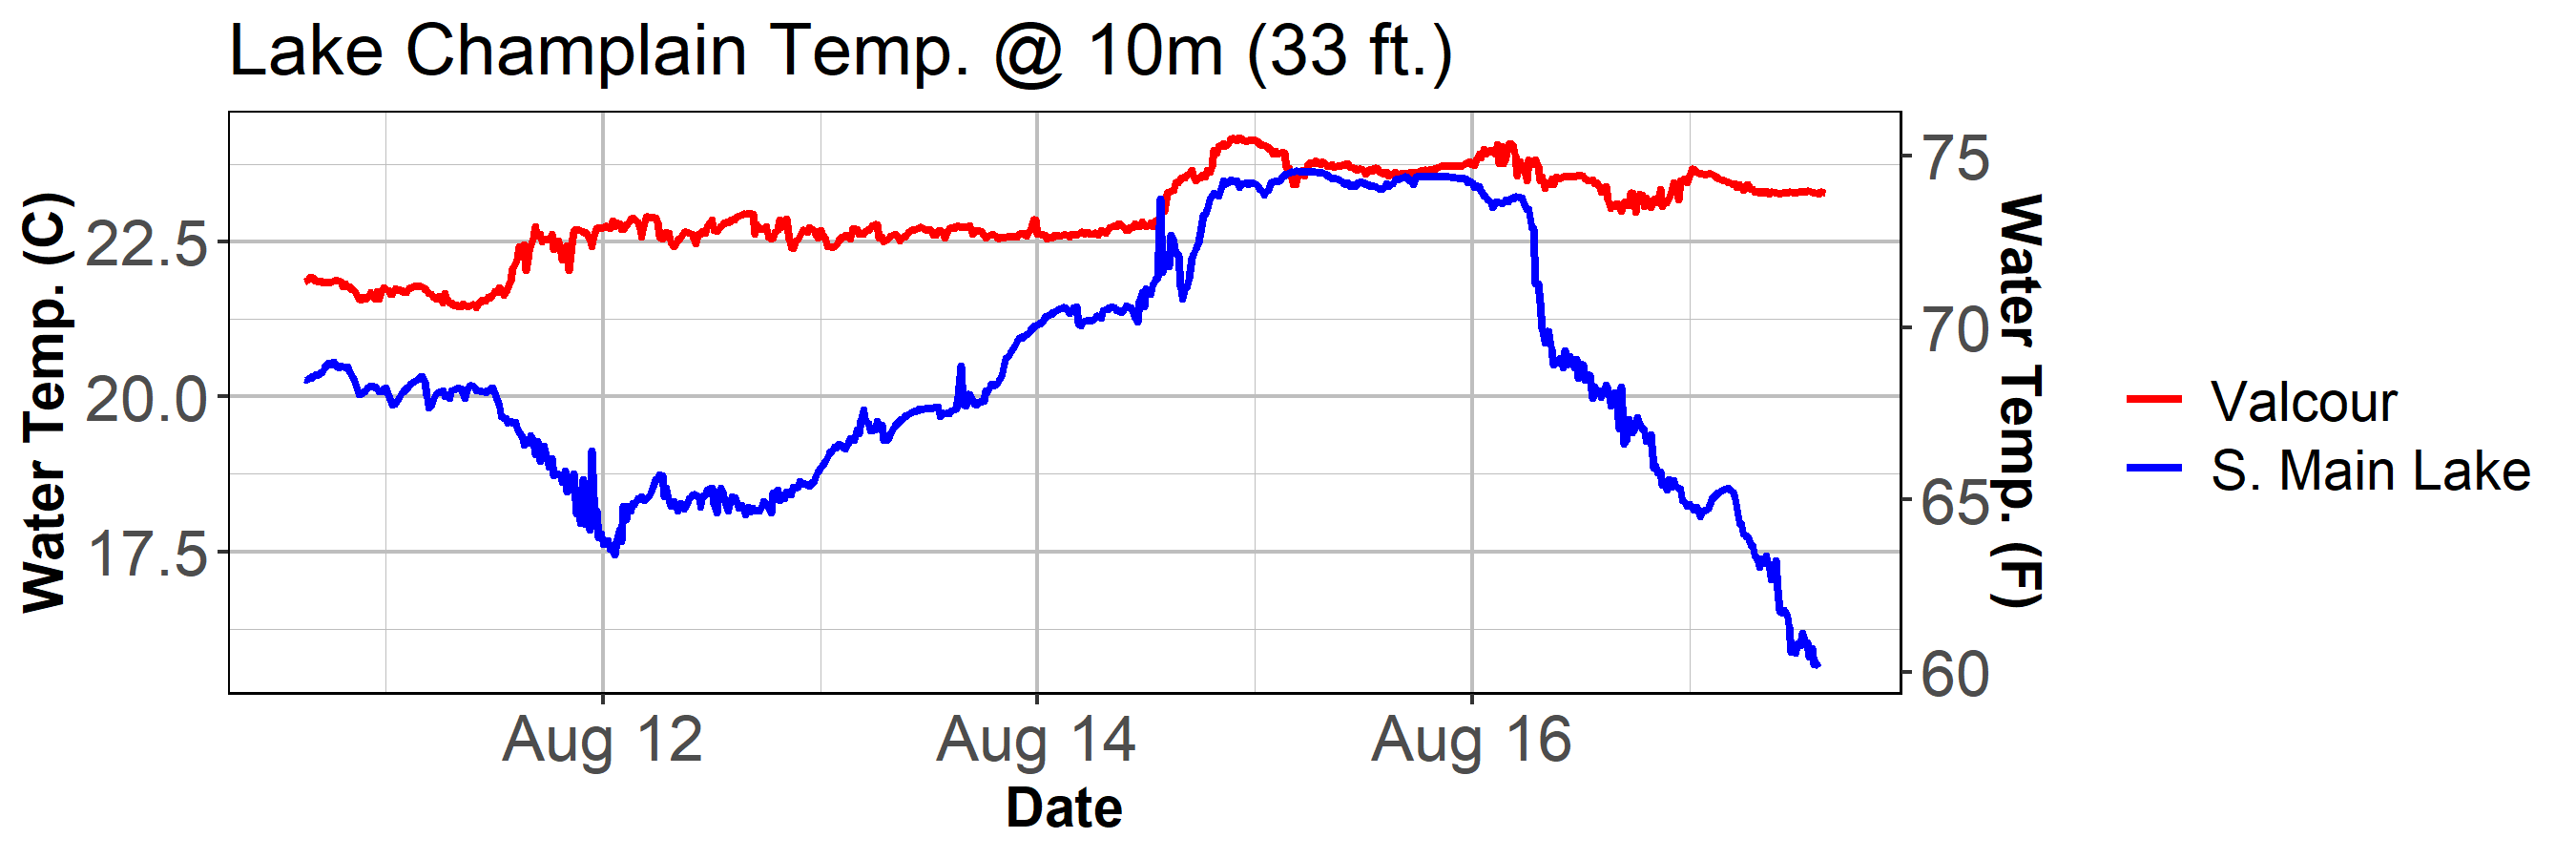 Lake Champlain Temp. @ 10m (33 ft.)
Water Temp. (C)
22.5
20.0
17.5
75
70
65
60
Water Temp. (F)
Aug 12
Aug 14
Aug 16
Date
Valcour
S. Main Lake